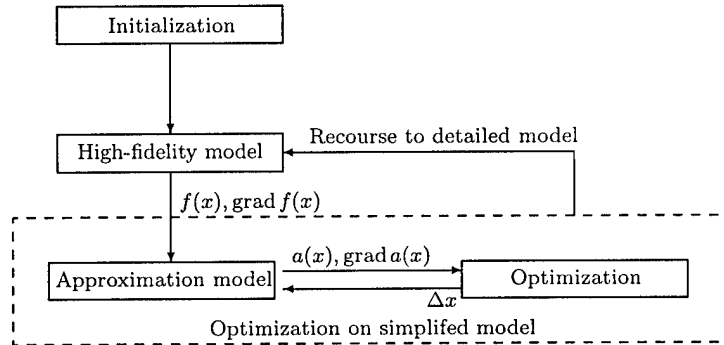 Initialization
Recourse to detailed model
High-fidelity model
f(x), grad f(x)
a(x), grad a(x)
Approximation model
Optimization
Δx
Optimization on simplifed model